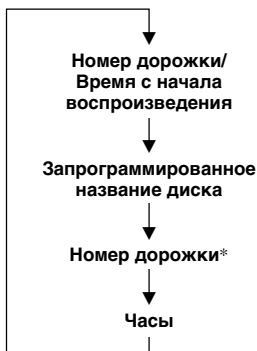 Номер дорожки/
Время с начала
воспроизведения
Запрограммированное
название диска
Номер дорожки*
Часы